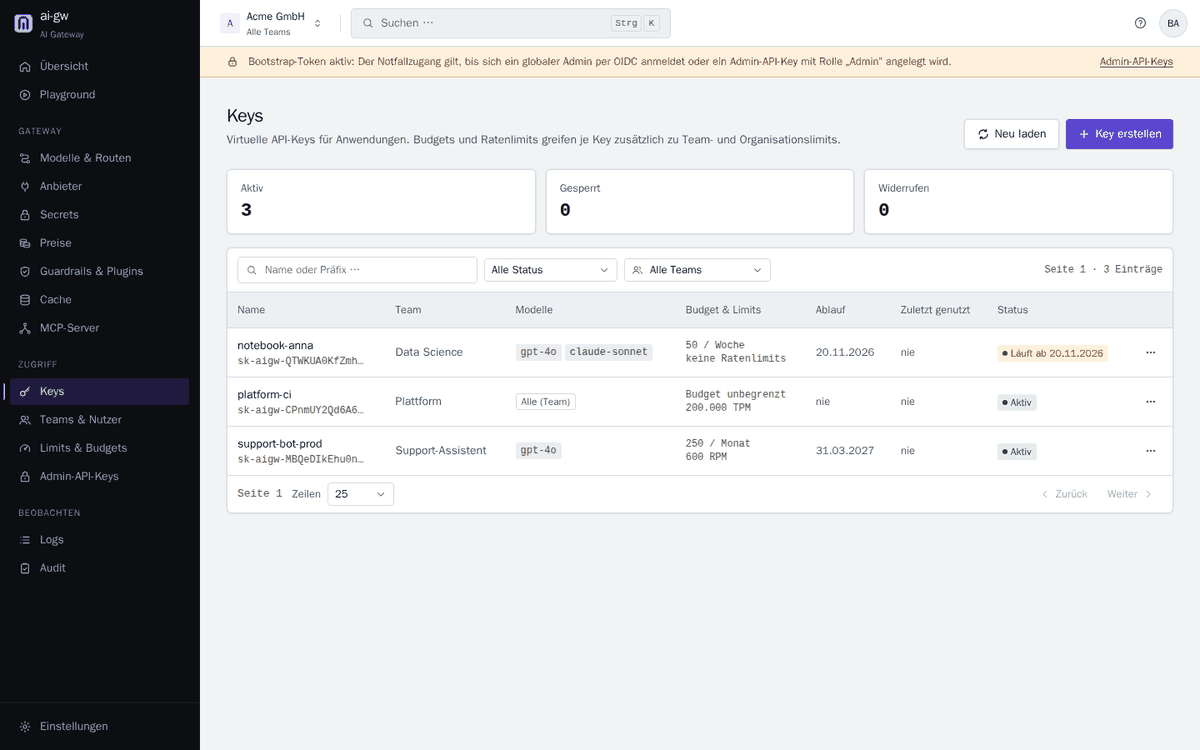 ai-gw
AI Gateway
Übersicht
Playground
GATEWAY
Modelle & Routen
Anbieter
Secrets
Preise
Guardrails & Plugins
Cache
MCP-Server
ZUGRIFF
Keys
Teams & Nutzer
Limits & Budgets
Admin-API-Keys
BEOBACHTEN
Logs
Audit
Einstellungen
A
Acme GmbH
Alle Teams
Suchen ···
Strg K
BA
Bootstrap-Token aktiv: Der Notfallzugang gilt, bis sich ein globaler Admin per OIDC anmeldet oder ein Admin-API-Key mit Rolle „Admin“ angelegt wird.
Admin-API-Keys
Keys
Virtuelle API-Keys für Anwendungen. Budgets und Ratenlimits greifen je Key zusätzlich zu Team- und Organisationslimits.
Neu laden
+ Key erstellen
Aktiv
3
Gesperrt
0
Widerrufen
0
Name oder Präfix ···
Alle Status
Alle Teams
Seite 1 · 3 Einträge
Name Team Modelle Budget & Limits Ablauf Zuletzt genutzt Status
notebook-anna
sk-aigw-QTWKUA0KfZmh…
Data Science
gpt-4o claude-sonnet
50 / Woche
keine Ratenlimits
20.11.2026
nie
Läuft ab 20.11.2026
···
platform-ci
sk-aigw-CPnmUY2Qd6A6…
Plattform
Alle (Team)
Budget unbegrenzt
200.000 TPM
nie
nie
Aktiv
···
support-bot-prod
sk-aigw-MBQeDIkEhu0n…
Support-Assistent
gpt-4o
250 / Monat
600 RPM
31.03.2027
nie
Aktiv
···
Seite 1 Zeilen 25
Zurück Weiter